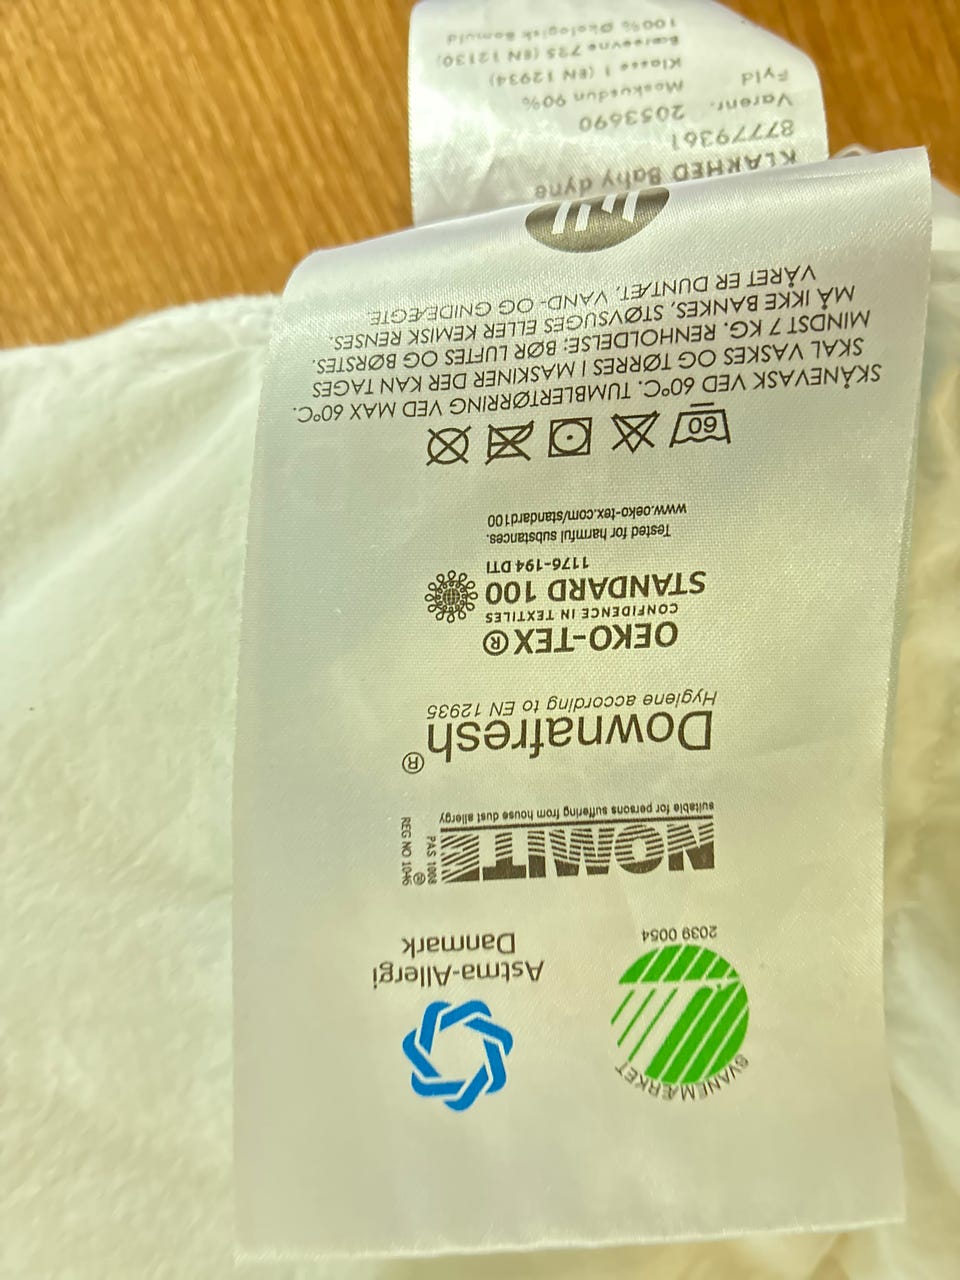 SVANEMÆRKET
2039 0054
Astma-Allergi
Danmark
NOMITE
suitable for persons suffering from house dust allergy
PAS 1008
®
REG NO 1046
Downafresh®
Hygiene according to EN 12935
OEKO-TEX®
CONFIDENCE IN TEXTILES
STANDARD 100
1176-194 DTI
Tested for harmful substances.
www.oeko-tex.com/standard100
60
SKÅNEVASK VED 60°C. TUMBLERTØRRING VED MAX 60°C.
SKAL VASKES OG TØRRES I MASKINER DER KAN TAGES
MINDST 7 KG. RENHOLDELSE: BØR LUFTES OG BØRSTES.
MÅ IKKE BANKES, STØVSUGES ELLER KEMISK RENSES.
VÅRET ER DUNTÆT, VAND- OG GNIDEÆGTE.
KLARHED Baby dyne
87779361
Varenr. 2053690
Fyld Moskusdun 90%
Klasse 1 (EN 12934)
Bæreevne 725 (EN 12130)
100% Økologisk Bomuld